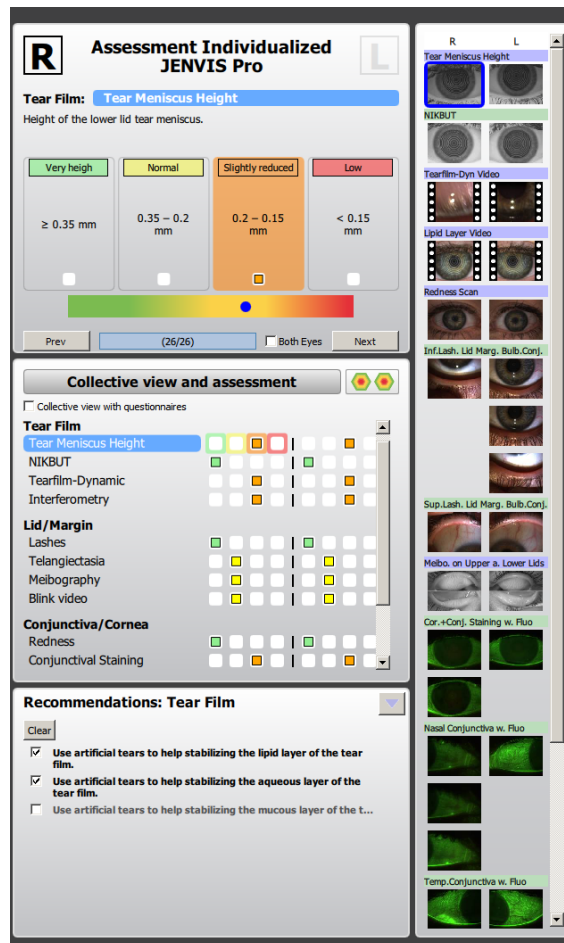 R
Assessment Individualized
JENVIS Pro
L
Tear Film: Tear Meniscus Height
Height of the lower lid tear meniscus.
Very heigh
Normal
Slightly reduced
Low
≥ 0.35 mm
0.35 – 0.2
mm
0.2 – 0.15
mm
< 0.15
mm
Prev
(26/26)
Both Eyes
Next
Collective view and assessment
Collective view with questionnaires
Tear Film
Tear Meniscus Height
NIKBUT
Tearfilm-Dynamic
Interferometry
Lid/Margin
Lashes
Telangiectasia
Meibography
Blink video
Conjunctiva/Cornea
Redness
Conjunctival Staining
Recommendations: Tear Film
Clear
Use artificial tears to help stabilizing the lipid layer of the tear
film.
Use artificial tears to help stabilizing the aqueous layer of the
tear film.
Use artificial tears to help stabilizing the mucous layer of the t...
R L
Tear Meniscus Height
NIKBUT
Tearfilm-Dyn Video
Lipid Layer Video
Redness Scan
Inf.Lash. Lid Marg. Bulb.Conj.
Sup.Lash. Lid Marg. Bulb.Conj.
Meibo. on Upper a. Lower Lids
Cor.+Conj. Staining w. Fluo
Nasal Conjunctiva w. Fluo
Temp.Conjunctiva w. Fluo